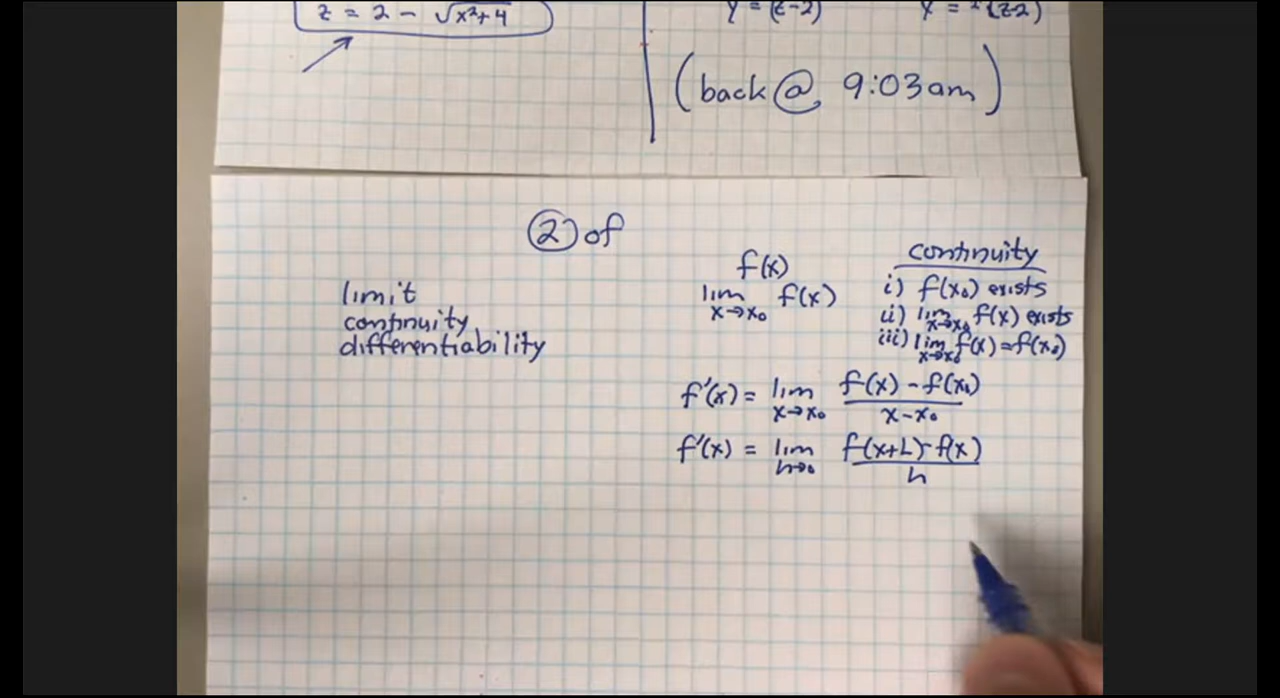 z = 2 - √x²+4
y = (z-2)
(back @ 9:03am)
② of
limit
continuity
differentiability
f(x)
lim x→x₀ f(x)
continuity
i) f(x₀) exists
ii) lim x→x₀ f(x) exists
iii) lim x→x₀ f(x) = f(x₀)
f'(x) = lim x→x₀ f(x) - f(x₀) / x - x₀
f'(x) = lim h→0 f(x+h) - f(x) / h